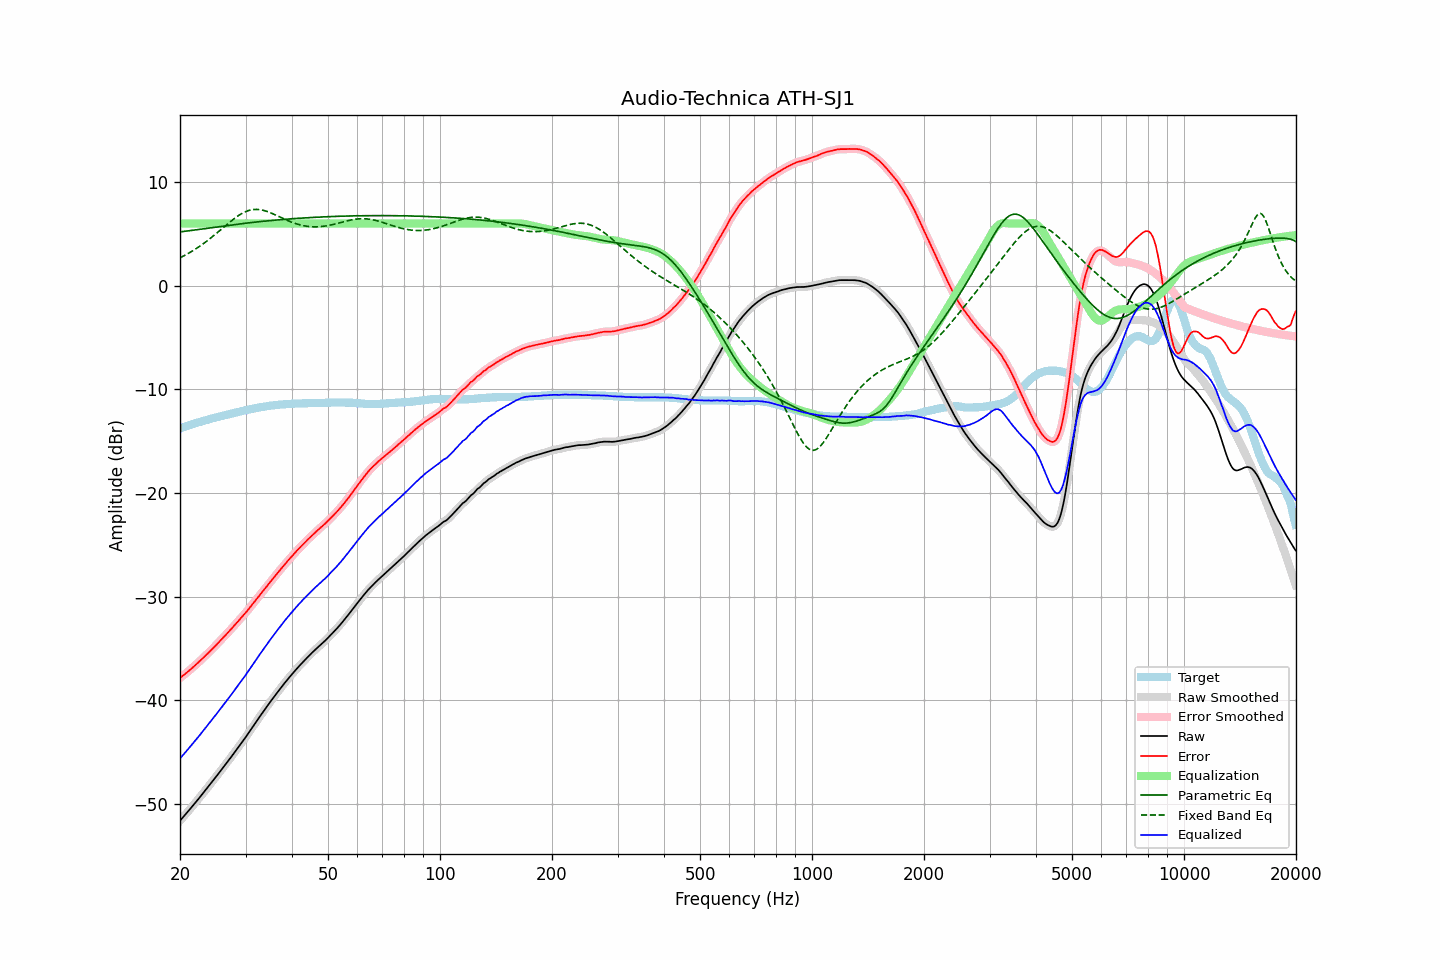 Audio-Technica ATH-SJ1
Amplitude (dBr)
10
0
−10
−20
−30
−40
−50
Target
Raw Smoothed
Error Smoothed
Raw
Error
Equalization
Parametric Eq
Fixed Band Eq
Equalized
20 50 100 200 500 1000 2000 5000 10000 20000
Frequency (Hz)